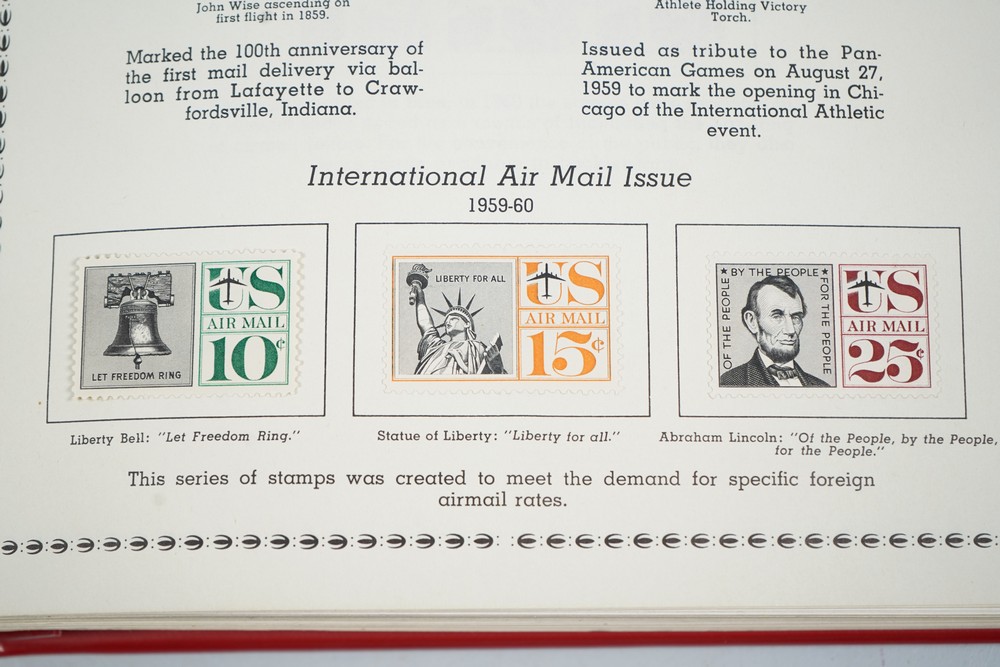 John Wise ascending on
first flight in 1859.
Marked the 100th anniversary of
the first mail delivery via bal-
loon from Lafayette to Craw-
fordsville, Indiana.
Athlete Holding Victory
Torch.
Issued as tribute to the Pan-
American Games on August 27,
1959 to mark the opening in Chi-
cago of the International Athletic
event.
International Air Mail Issue
1959-60
LET FREEDOM RING
US
AIR MAIL
10¢
LIBERTY FOR ALL
US
AIR MAIL
15¢
OF THE PEOPLE ★ BY THE PEOPLE ★ FOR THE PEOPLE
US
AIR MAIL
25¢
Liberty Bell: "Let Freedom Ring."
Statue of Liberty: "Liberty for all."
Abraham Lincoln: "Of the People, by the People,
for the People."
This series of stamps was created to meet the demand for specific foreign
airmail rates.